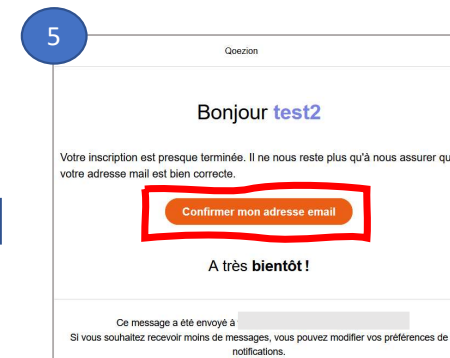 5
Qoezion
Bonjour test2
Votre inscription est presque terminée. Il ne nous reste plus qu'à nous assurer qu
votre adresse mail est bien correcte.
Confirmer mon adresse email
A très bientôt !
Ce message a été envoyé à
Si vous souhaitez recevoir moins de messages, vous pouvez modifier vos préférences de
notifications.